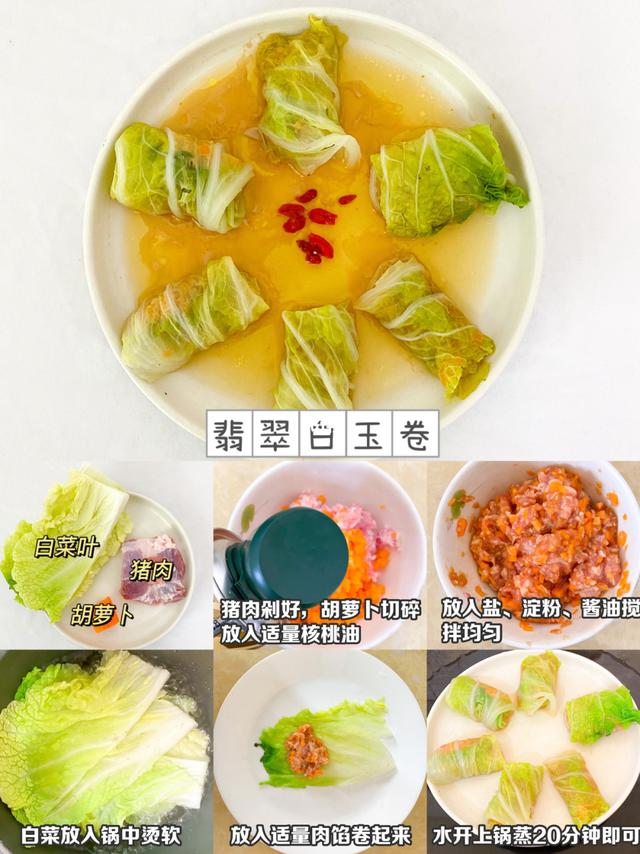 翡翠白玉卷
白菜叶
猪肉
胡萝卜
猪肉剁好，胡萝卜切碎
放入适量核桃油
放入盐、淀粉、酱油搅
拌均匀
白菜放入锅中烫软
放入适量肉馅卷起来
水开上锅蒸20分钟即可